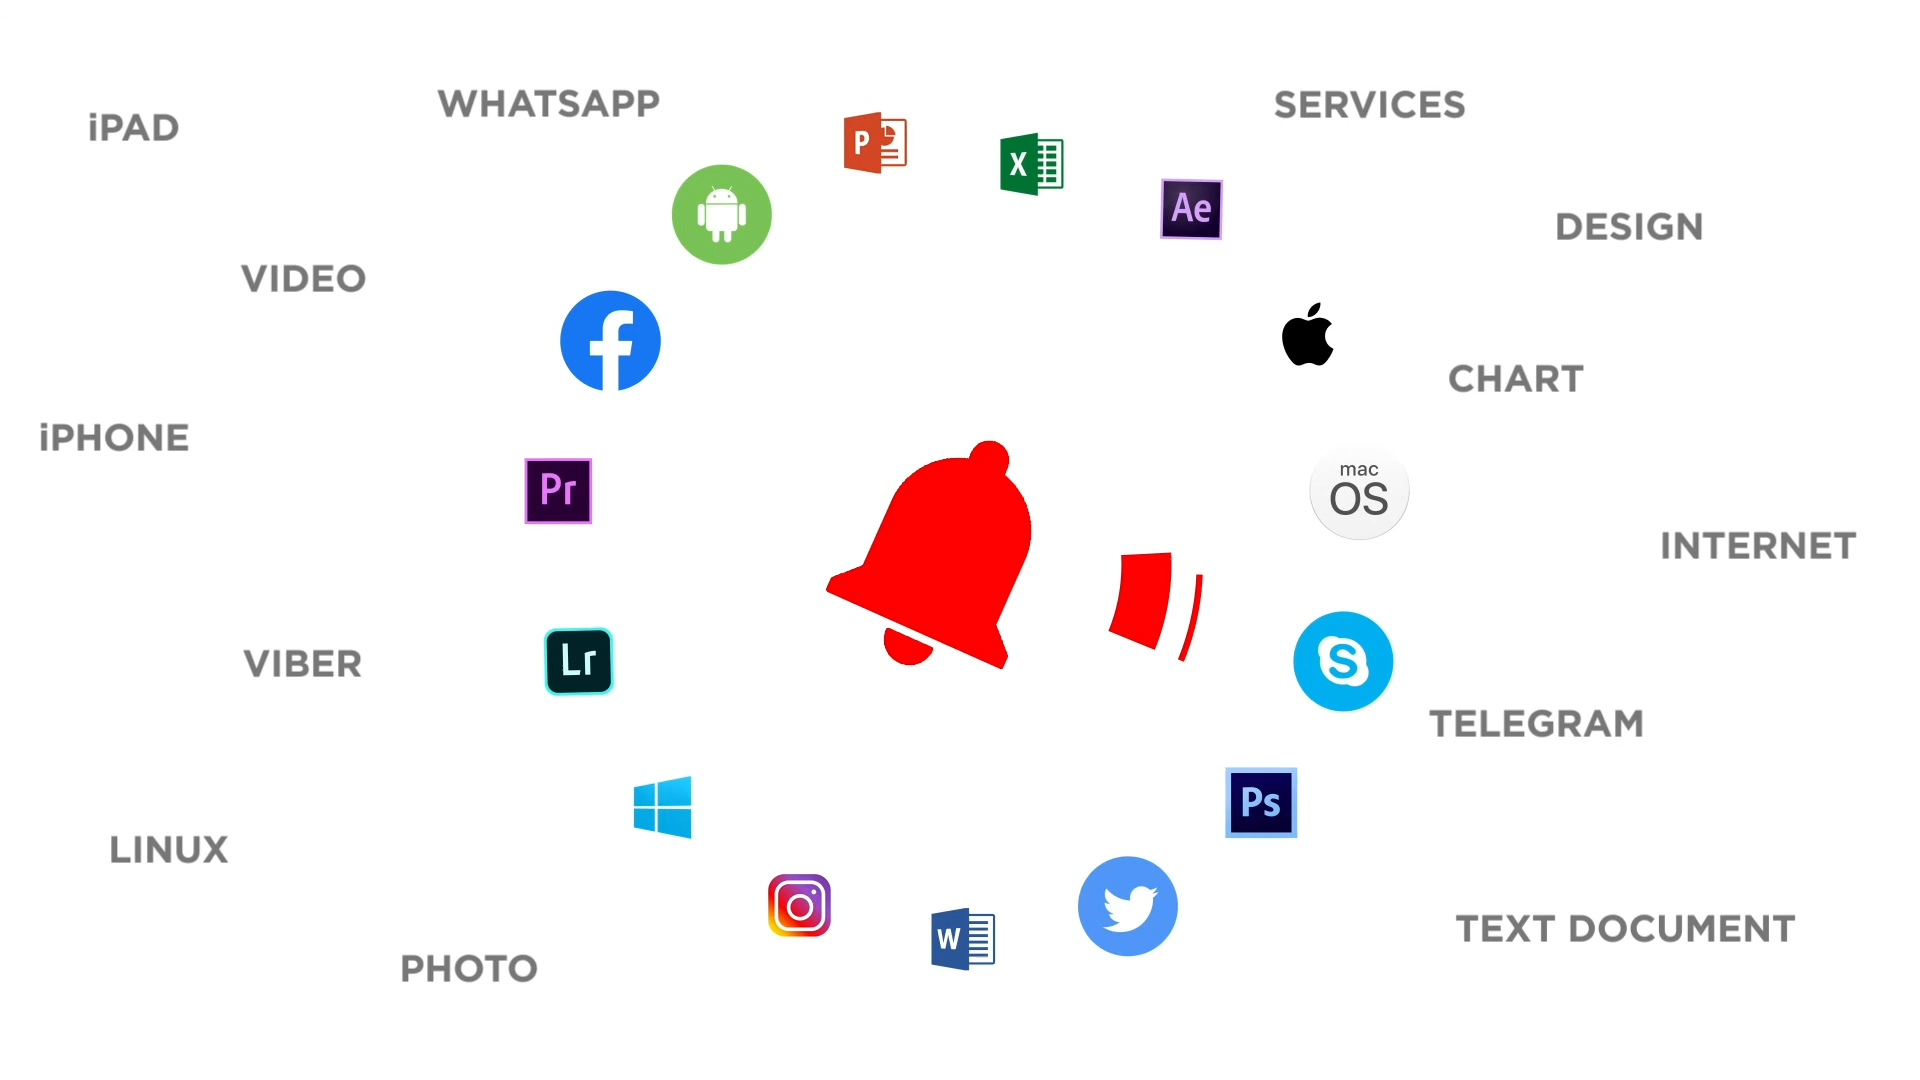 WHATSAPP
SERVICES
iPAD
P
X
Ae
DESIGN
VIDEO
f
CHART
iPHONE
mac
OS
Pr
INTERNET
VIBER
Lr
S
TELEGRAM
Ps
LINUX
W
TEXT DOCUMENT
PHOTO